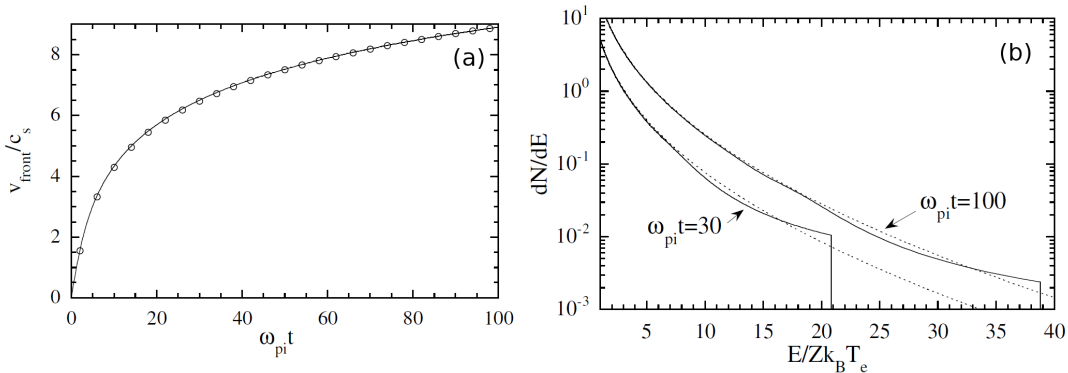 (a)
v_front/c_s
8
6
4
2
0
0 20 40 60 80 100
ω_pi t
(b)
dN/dE
10^1
10^0
10^-1
10^-2
10^-3
ω_pi t=30
ω_pi t=100
5 10 15 20 25 30 35 40
E/Zk_BT_e